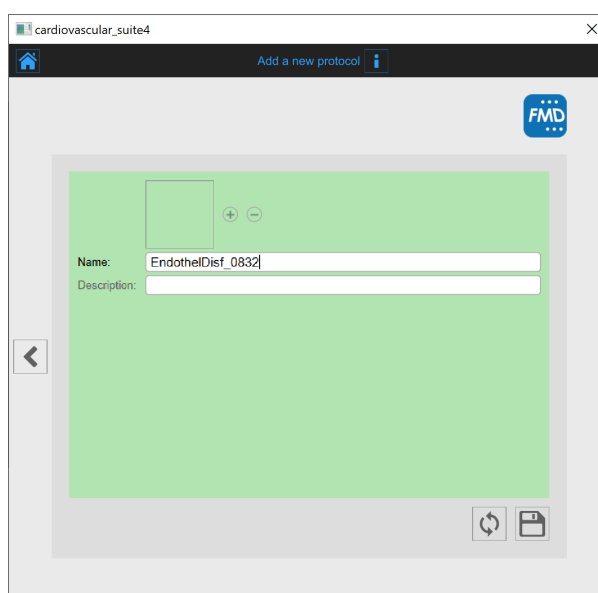 cardiovascular_suite4
Add a new protocol
FMD
Name: EndothelDisf_0832
Description: